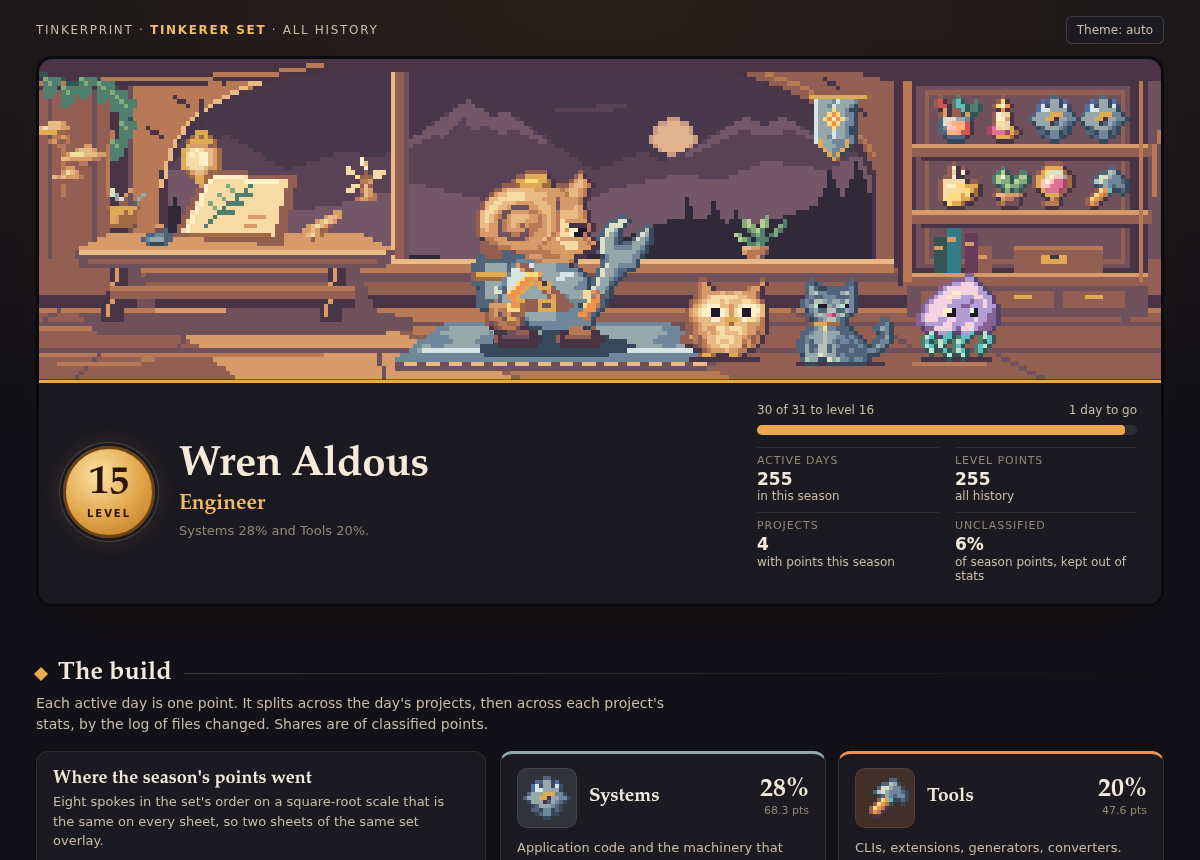 TINKERPRINT · TINKERER SET · ALL HISTORY
Theme: auto
30 of 31 to level 16
1 day to go
15
LEVEL
Wren Aldous
Engineer
Systems 28% and Tools 20%.
ACTIVE DAYS
255
in this season
LEVEL POINTS
255
all history
PROJECTS
4
with points this season
UNCLASSIFIED
6%
of season points, kept out of
stats
The build
Each active day is one point. It splits across the day's projects, then across each project's
stats, by the log of files changed. Shares are of classified points.
Where the season's points went
Eight spokes in the set's order on a square-root scale that is
the same on every sheet, so two sheets of the same set
overlay.
Systems
28%
68.3 pts
Application code and the machinery that
Tools
20%
47.6 pts
CLIs, extensions, generators, converters.